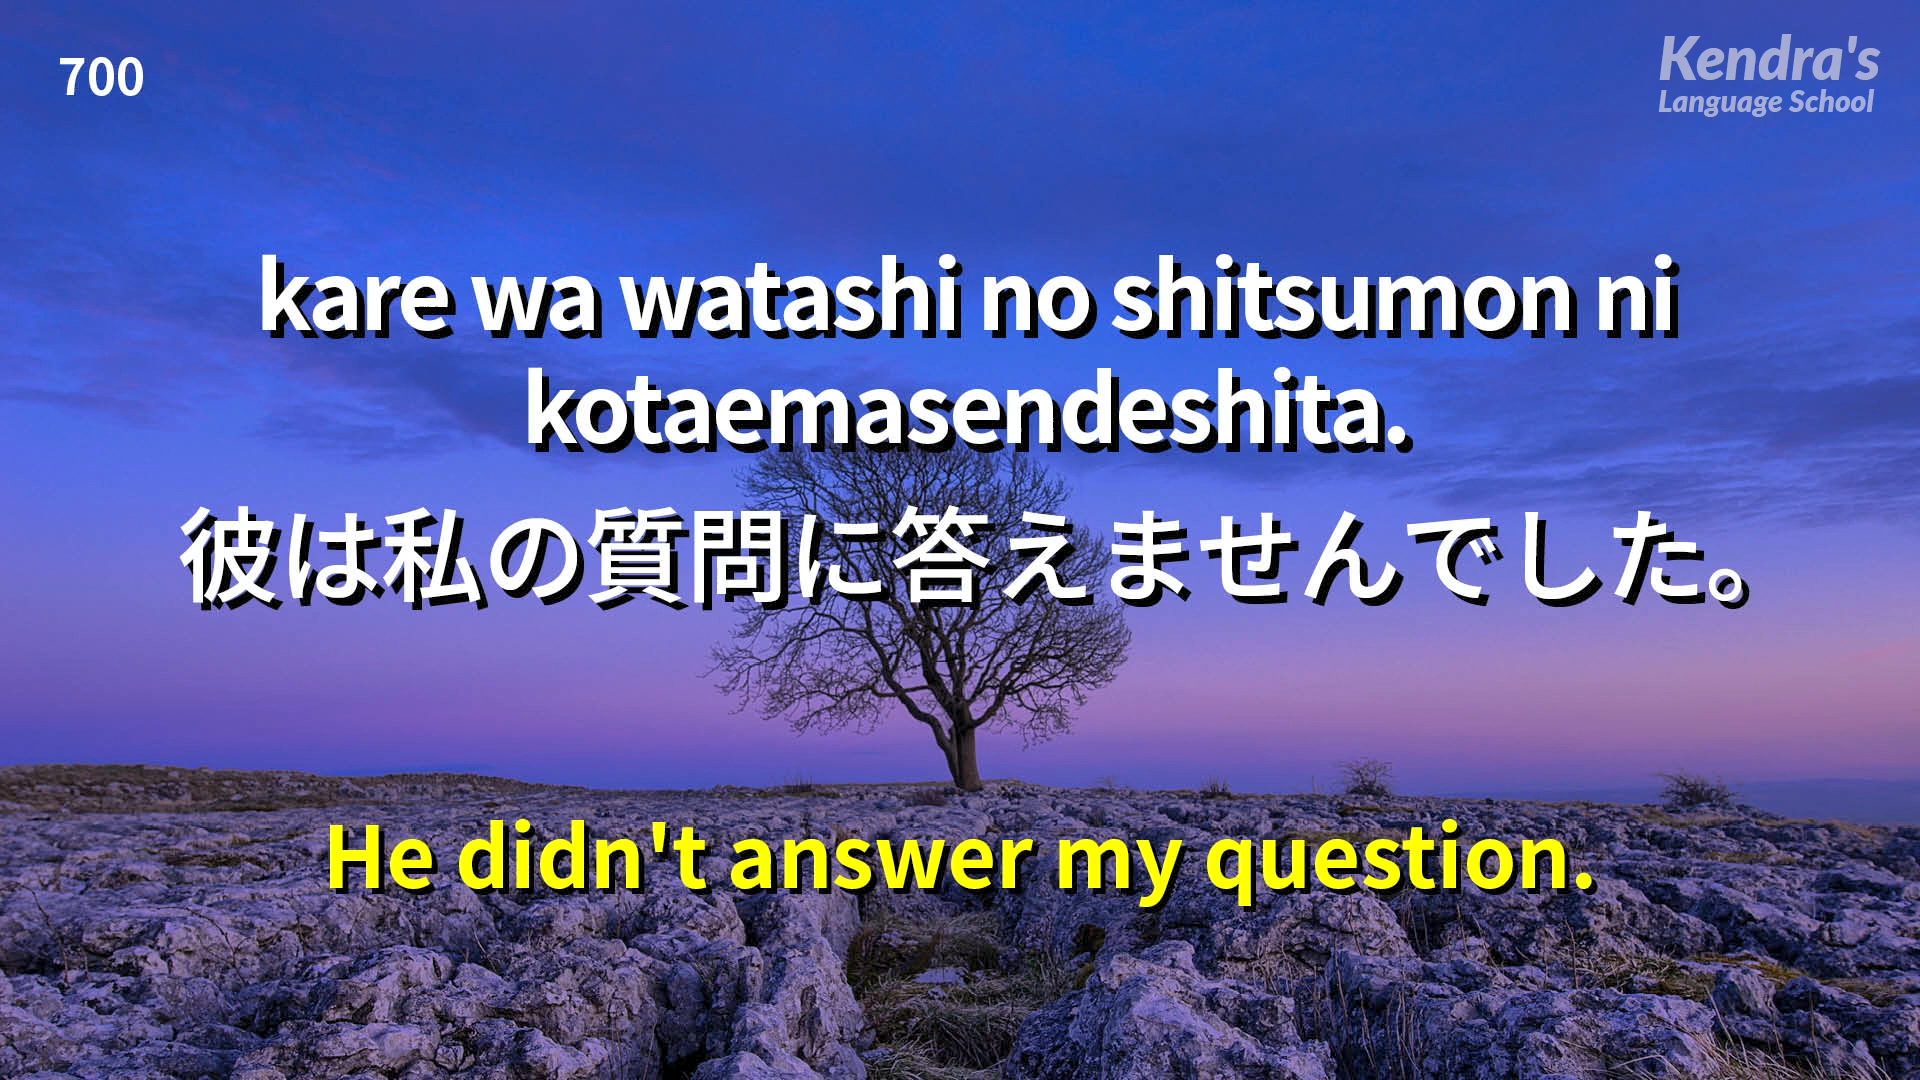 700
Kendra's
Language School
kare wa watashi no shitsumon ni
kotaemasendeshita.
彼は私の質問に答えませんでした。
He didn't answer my question.